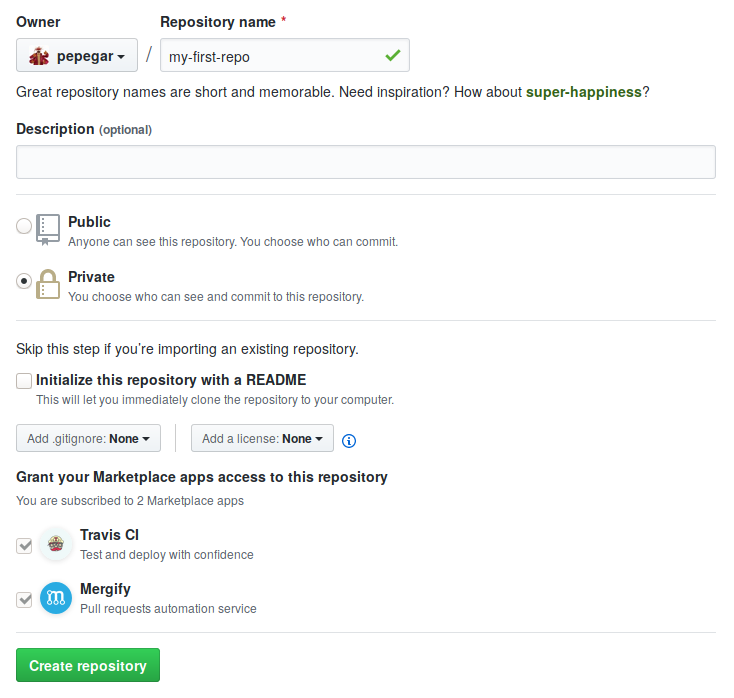 Owner
Repository name *
pepegar / my-first-repo
Great repository names are short and memorable. Need inspiration? How about super-happiness?
Description (optional)
Public
Anyone can see this repository. You choose who can commit.
Private
You choose who can see and commit to this repository.
Skip this step if you’re importing an existing repository.
Initialize this repository with a README
This will let you immediately clone the repository to your computer.
Add .gitignore: None
Add a license: None
Grant your Marketplace apps access to this repository
You are subscribed to 2 Marketplace apps
Travis CI
Test and deploy with confidence
Mergify
Pull requests automation service
Create repository